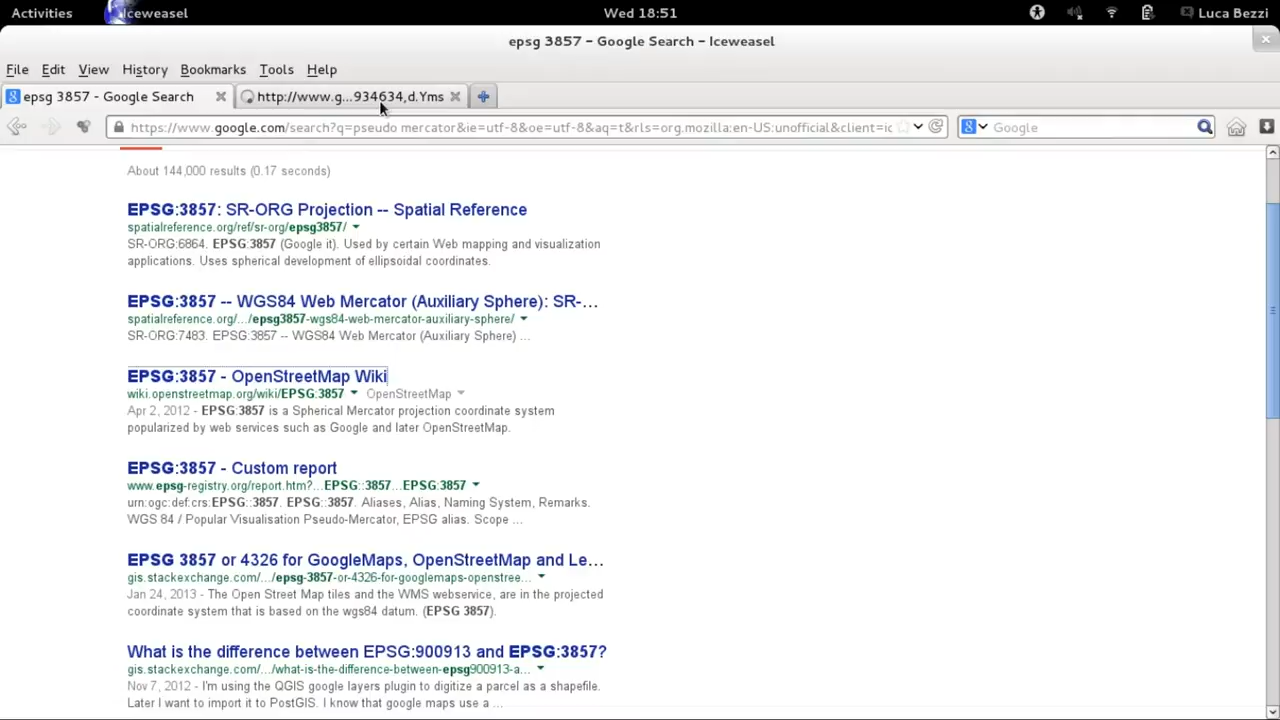 Activities
Iceweasel
Wed 18:51
Luca Bezzi
epsg 3857 - Google Search - Iceweasel
File Edit View History Bookmarks Tools Help
epsg 3857 - Google Search
http://www.g...934634,d.Yms
https://www.google.com/search?q=pseudo mercator&ie=utf-8&oe=utf-8&aq=t&rls=org.mozilla:en-US:unofficial&client=ic
Google
About 144,000 results (0.17 seconds)
EPSG:3857: SR-ORG Projection -- Spatial Reference
spatialreference.org/ref/sr-org/epsg3857/
SR-ORG:6864. EPSG:3857 (Google it). Used by certain Web mapping and visualization
applications. Uses spherical development of ellipsoidal coordinates.
EPSG:3857 -- WGS84 Web Mercator (Auxiliary Sphere): SR-...
spatialreference.org/.../epsg3857-wgs84-web-mercator-auxiliary-sphere/
SR-ORG:7483. EPSG:3857 -- WGS84 Web Mercator (Auxiliary Sphere) ...
EPSG:3857 - OpenStreetMap Wiki
wiki.openstreetmap.org/wiki/EPSG:3857 OpenStreetMap
Apr 2, 2012 - EPSG:3857 is a Spherical Mercator projection coordinate system
popularized by web services such as Google and later OpenStreetMap.
EPSG:3857 - Custom report
www.epsg-registry.org/report.htm?...EPSG::3857...EPSG:3857
urn:ogc:def:crs:EPSG::3857. EPSG::3857. Aliases, Alias, Naming System, Remarks.
WGS 84 / Popular Visualisation Pseudo-Mercator, EPSG alias. Scope ...
EPSG 3857 or 4326 for GoogleMaps, OpenStreetMap and Le...
gis.stackexchange.com/.../epsg-3857-or-4326-for-googlemaps-openstree...
Jan 24, 2013 - The Open Street Map tiles and the WMS webservice, are in the projected
coordinate system that is based on the wgs84 datum. (EPSG 3857).
What is the difference between EPSG:900913 and EPSG:3857?
gis.stackexchange.com/.../what-is-the-difference-between-epsg900913-a...
Nov 7, 2012 - I'm using the QGIS google layers plugin to digitize a parcel as a shapefile.
Later I want to import it to PostGIS. I know that google maps use a ...